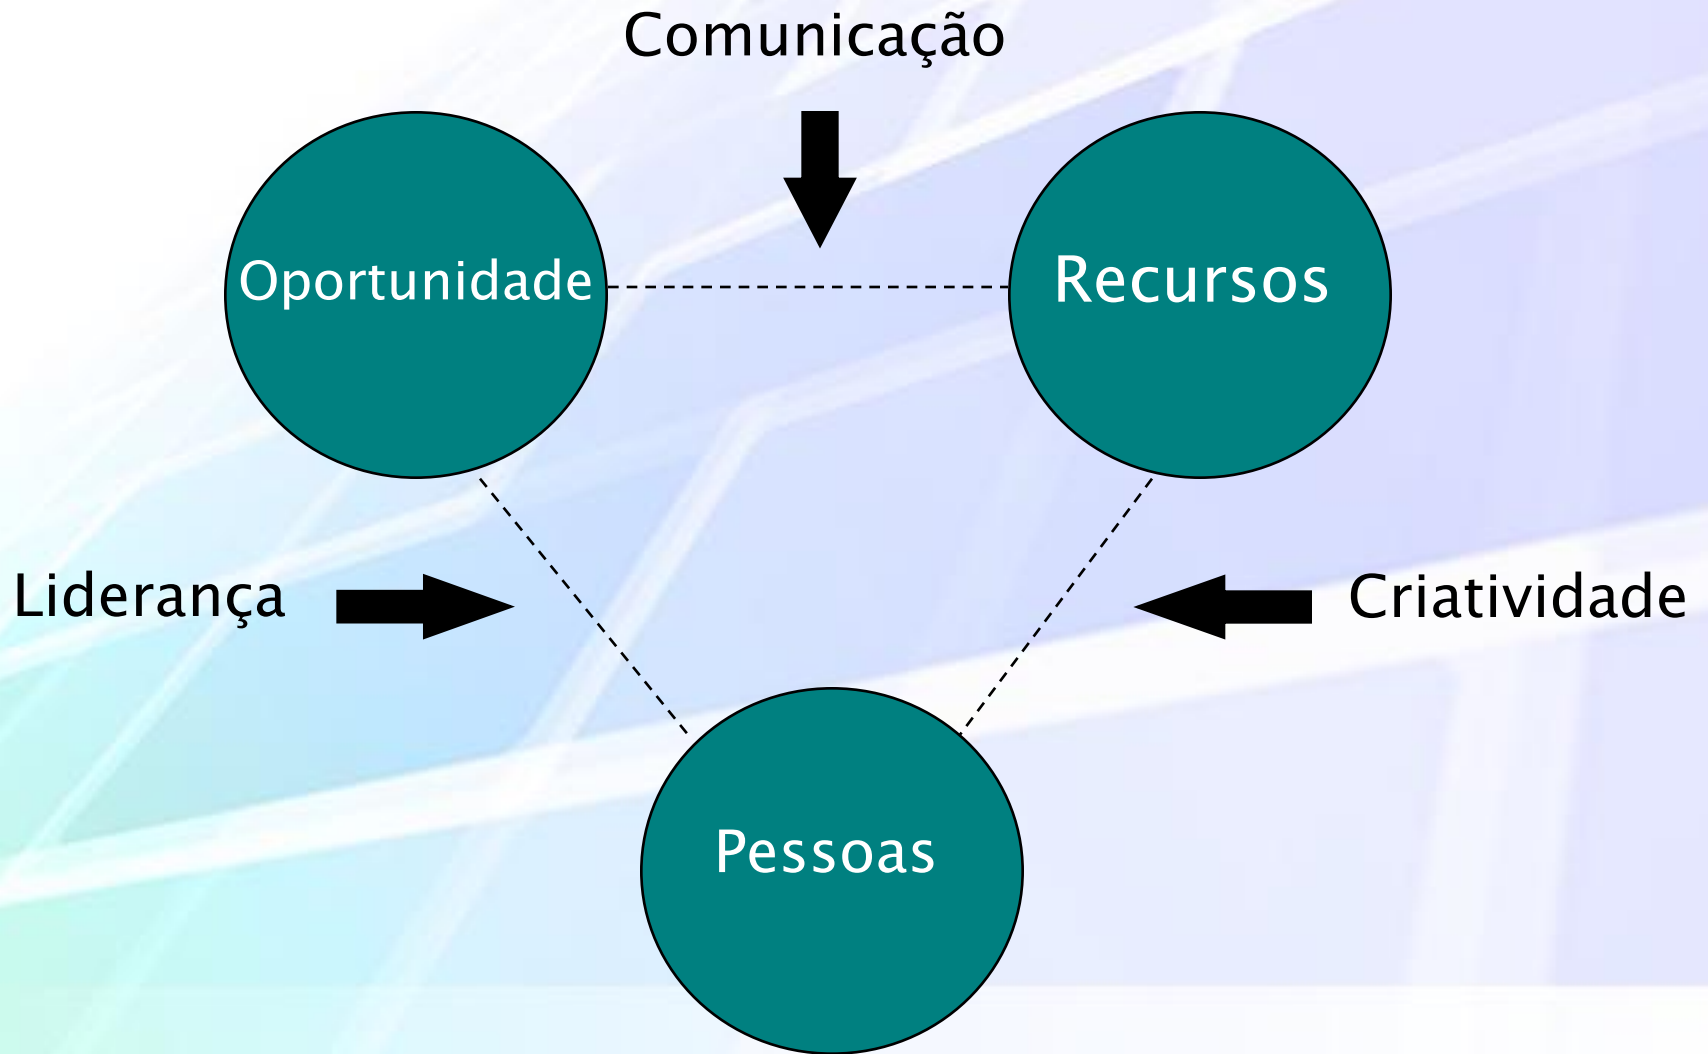 Comunicação
Oportunidade
Recursos
Liderança
Criatividade
Pessoas